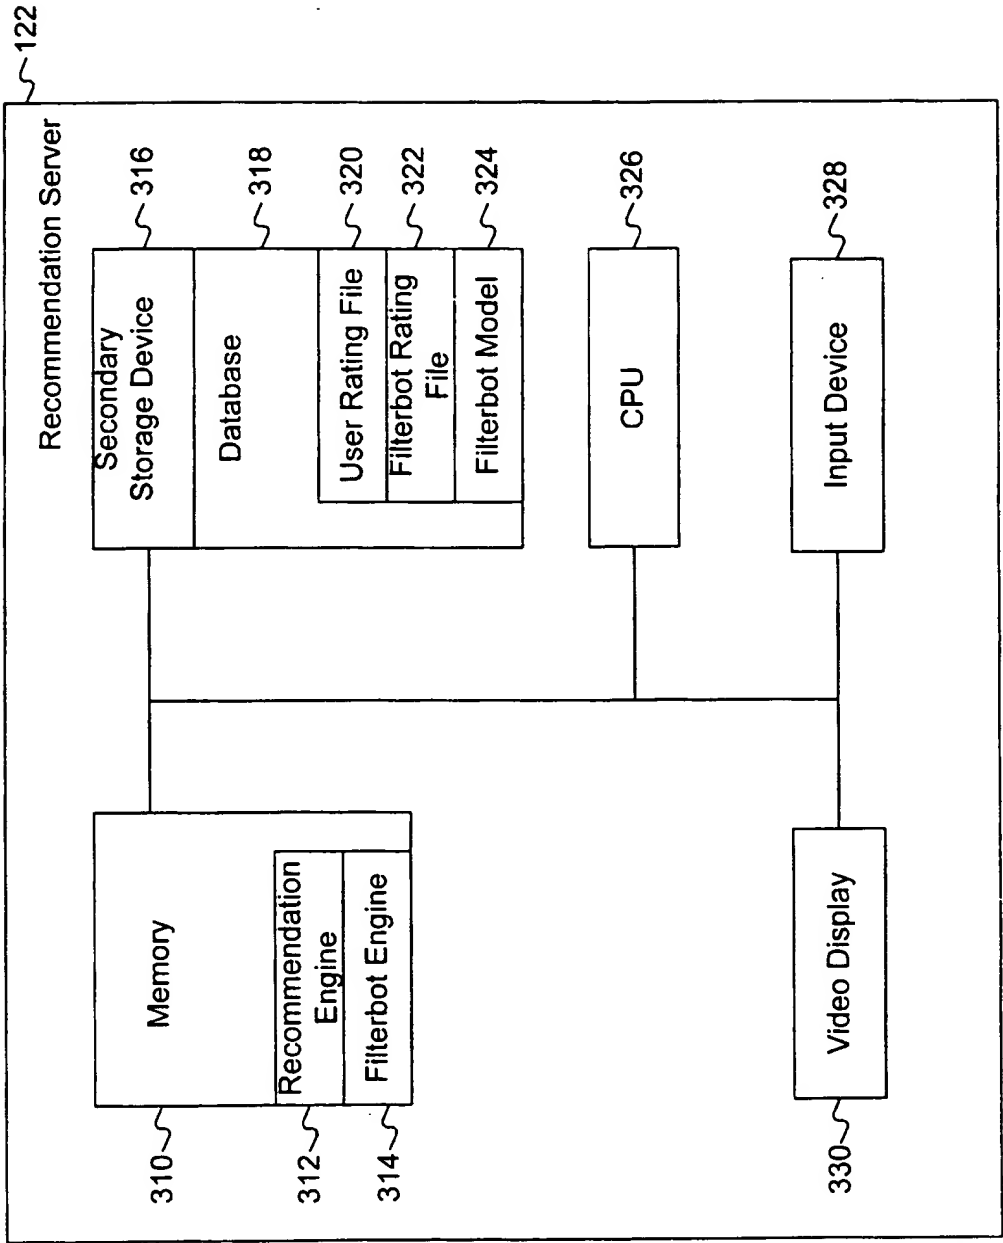 122
Recommendation Server
310
Memory
312
Recommendation
Engine
314
Filterbot Engine
Secondary
Storage Device
316
Database
318
User Rating File
320
Filterbot Rating
File
322
Filterbot Model
324
CPU
326
330
Video Display
Input Device
328